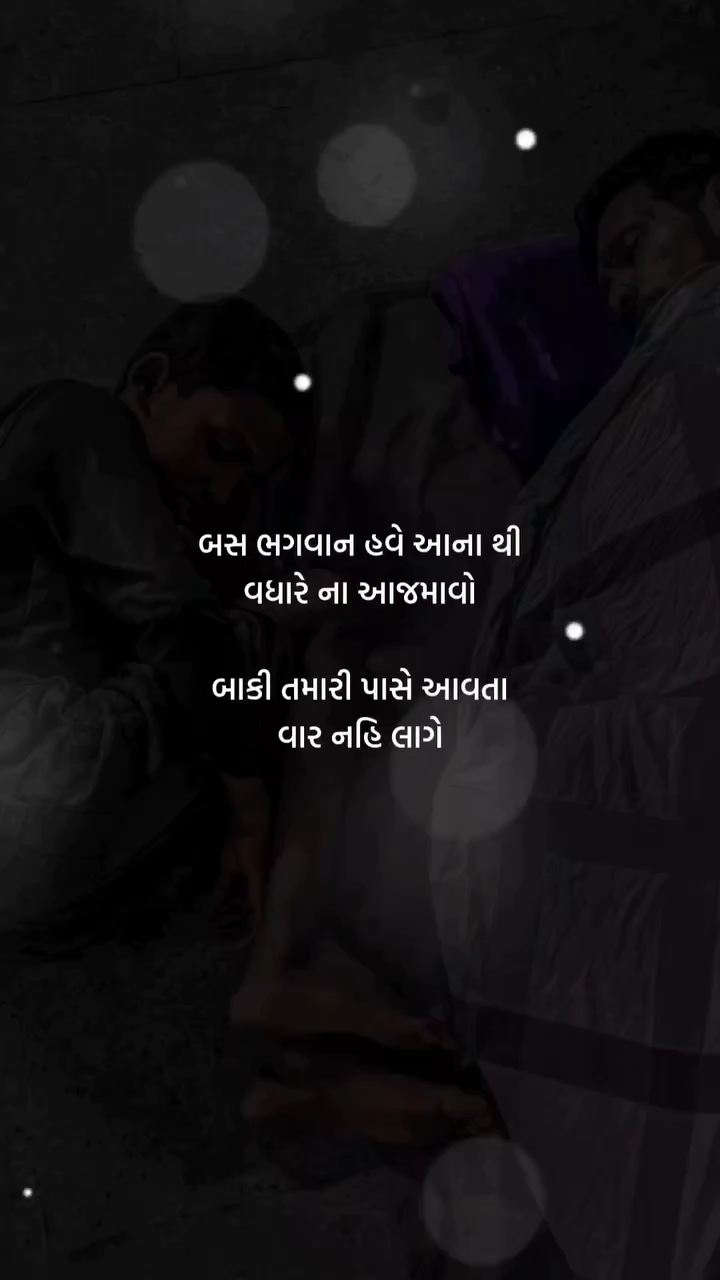 બસ ભગવાન હવે આના થી
વધારે ના આજમાવો
બાકી તમારી પાસે આવતા
વાર નહિ લાગે